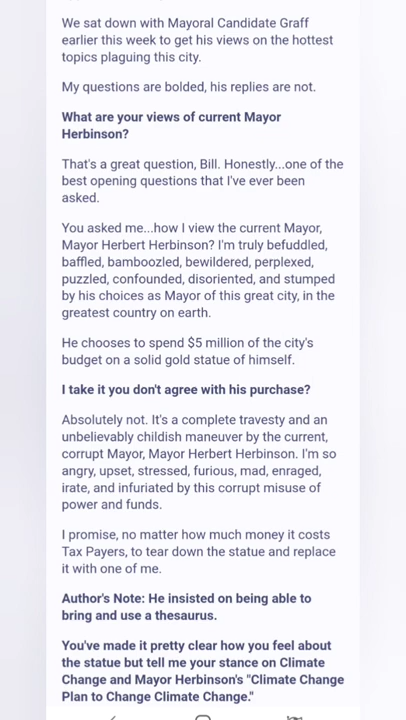 We sat down with Mayoral Candidate Graff
earlier this week to get his views on the hottest
topics plaguing this city.
My questions are bolded, his replies are not.
What are your views of current Mayor
Herbinson?
That's a great question, Bill. Honestly...one of the
best opening questions that I've ever been
asked.
You asked me...how I view the current Mayor,
Mayor Herbert Herbinson? I'm truly befuddled,
baffled, bamboozled, bewildered, perplexed,
puzzled, confounded, disoriented, and stumped
by his choices as Mayor of this great city, in the
greatest country on earth.
He chooses to spend $5 million of the city's
budget on a solid gold statue of himself.
I take it you don't agree with his purchase?
Absolutely not. It's a complete travesty and an
unbelievably childish maneuver by the current,
corrupt Mayor, Mayor Herbert Herbinson. I'm so
angry, upset, stressed, furious, mad, enraged,
irate, and infuriated by this corrupt misuse of
power and funds.
I promise, no matter how much money it costs
Tax Payers, to tear down the statue and replace
it with one of me.
Author's Note: He insisted on being able to
bring and use a thesaurus.
You've made it pretty clear how you feel about
the statue but tell me your stance on Climate
Change and Mayor Herbinson's "Climate Change
Plan to Change Climate Change."